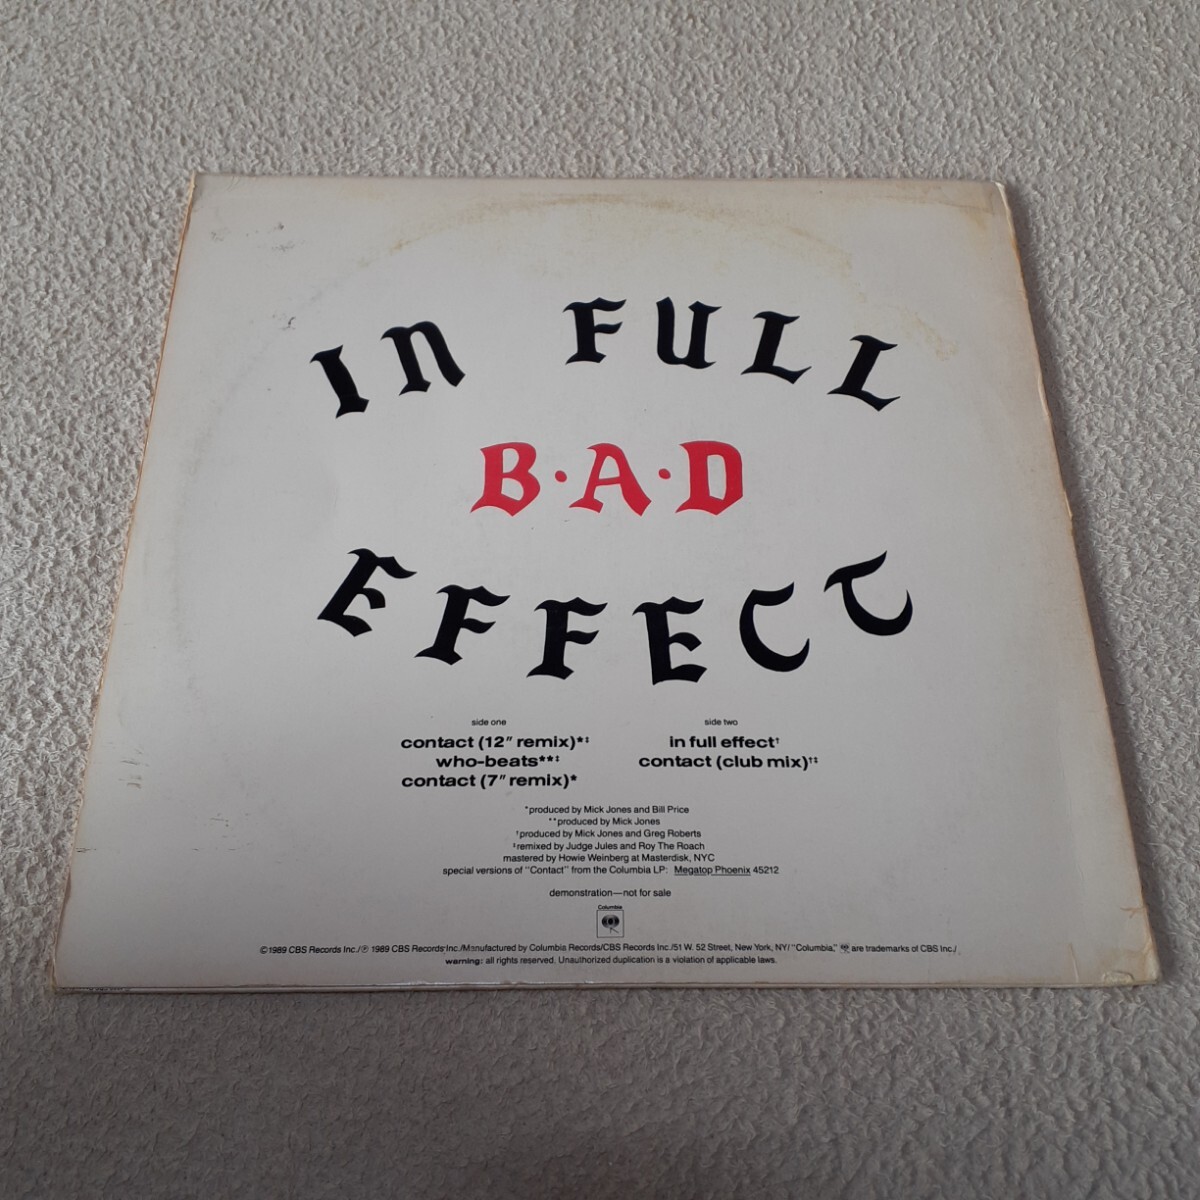 IN FULL
B·A·D
EFFECT
side one
contact (12″ remix)*‡
who-beats**‡
contact (7″ remix)*
side two
in full effect†
contact (club mix)†‡
*produced by Mick Jones and Bill Price
**produced by Mick Jones
†produced by Mick Jones and Greg Roberts
‡remixed by Judge Jules and Roy The Roach
mastered by Howie Weinberg at Masterdisk, NYC
special versions of "Contact" from the Columbia LP: Megatop Phoenix 45212
demonstration—not for sale
Columbia
©1989 CBS Records Inc./℗ 1989 CBS Records Inc./Manufactured by Columbia Records/CBS Records Inc./51 W. 52 Street, New York, NY/"Columbia," are trademarks of CBS Inc./
warning: all rights reserved. Unauthorized duplication is a violation of applicable laws.